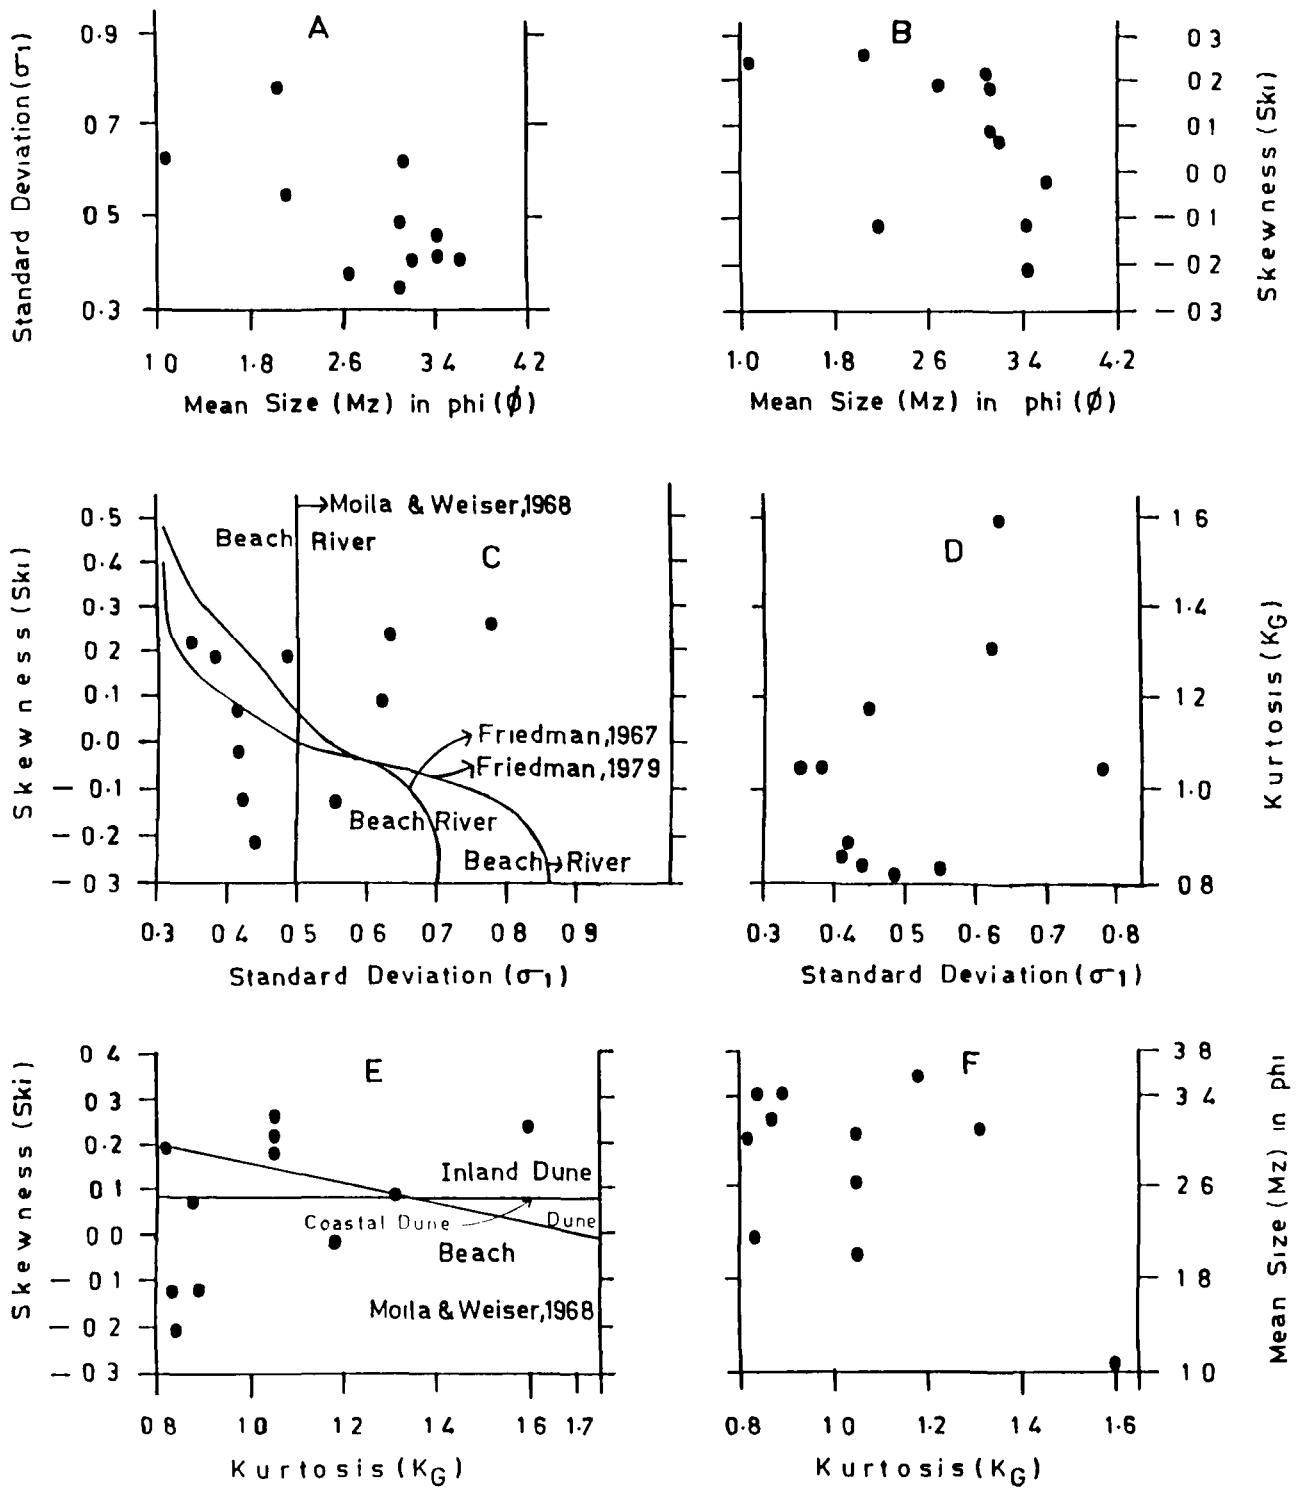 A
0.9
0 7
0 5
0.3
Standard Deviation (σ1)
1 0 1.8 2.6 3 4 4.2
Mean Size (Mz) in phi (Ø)
B
0 3
0 2
0 1
0 0
- 0 1
- 0 2
- 0 3
Skewness (Skı)
1.0 1.8 2 6 3 4 4.2
Mean Size (Mz) in phi (Ø)
C
Moila & Weiser,1968
Beach River
0.5
0.4
0.3
0 2
0.1
0.0
- 0.1
- 0.2
- 0 3
Skewness (Skı)
Friedman,1967
Friedman,1979
Beach River
Beach River
0.3 0 4 0 5 0 6 0 7 0 8 0 9
Standard Deviation (σ1)
D
1 6
1.4
1 2
1.0
0 8
Kurtosis (KG)
0.3 0.4 0.5 0.6 0.7 0.8
Standard Deviation (σ1)
E
0 4
0 3
0.2
0 1
0 0
- 0 1
- 0 2
- 0 3
Skewness (Skı)
Inland Dune
Coastal Dune
Dune
Beach
Moila & Weiser,1968
0 8 1 0 1.2 1 4 1 6 1.7
Kurtosis (KG)
F
3 8
3 4
2 6
1 8
1 0
Mean Size (Mz) in phi
0.8 1 0 1.2 1 4 1.6
Kurtosis (KG)